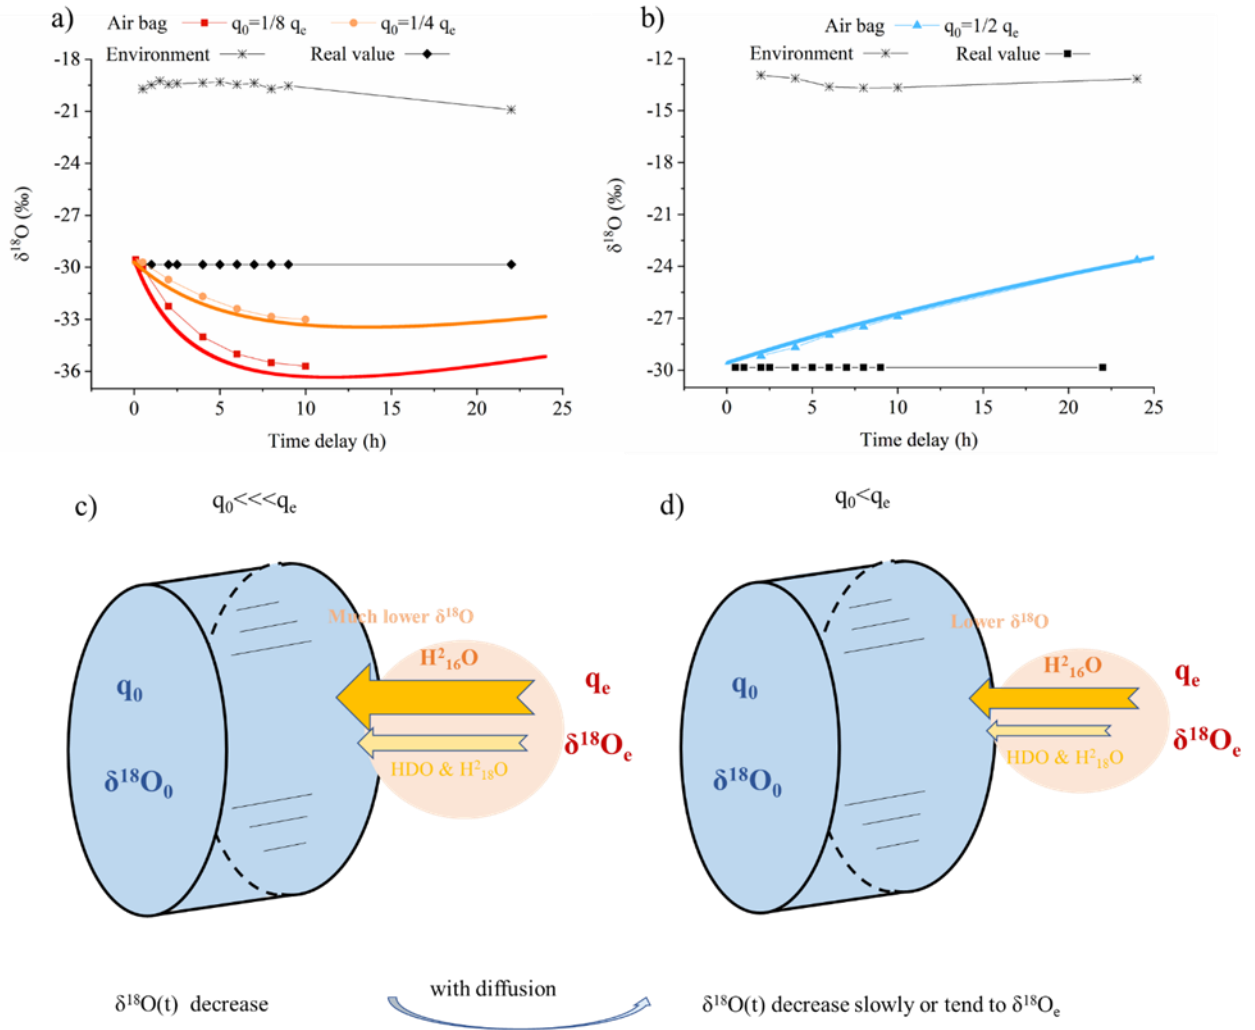 a)
Air bag q₀=1/8 qₑ q₀=1/4 qₑ
Environment Real value
-18
-21
-24
-27
-30
-33
-36
δ¹⁸O (‰)
0 5 10 15 20 25
Time delay (h)
b)
Air bag q₀=1/2 qₑ
Environment Real value
-12
-15
-18
-21
-24
-27
-30
δ¹⁸O (‰)
0 5 10 15 20 25
Time delay (h)
c)
q₀<<<qₑ
Much lower δ¹⁸O
H²₁₆O
q₀
qₑ
δ¹⁸O₀
δ¹⁸Oₑ
HDO & H²₁₈O
δ¹⁸O(t) decrease
with diffusion
d)
q₀<qₑ
Lower δ¹⁸O
H²₁₆O
q₀
qₑ
δ¹⁸O₀
δ¹⁸Oₑ
HDO & H²₁₈O
δ¹⁸O(t) decrease slowly or tend to δ¹⁸Oₑ